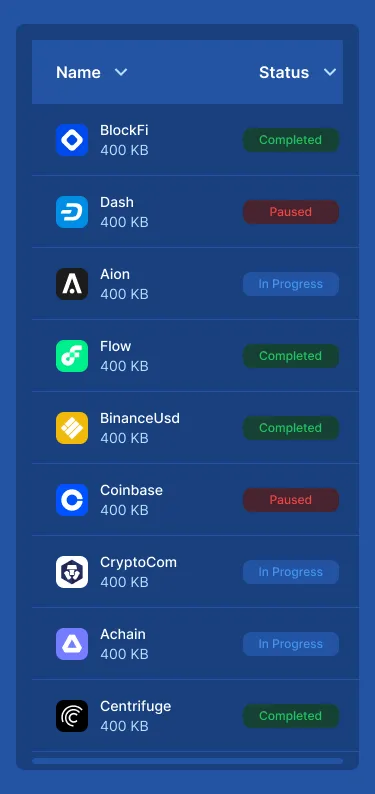 Name Status
BlockFi
400 KB Completed
Dash
400 KB Paused
Aion
400 KB In Progress
Flow
400 KB Completed
BinanceUsd
400 KB Completed
Coinbase
400 KB Paused
CryptoCom
400 KB In Progress
Achain
400 KB In Progress
Centrifuge
400 KB Completed